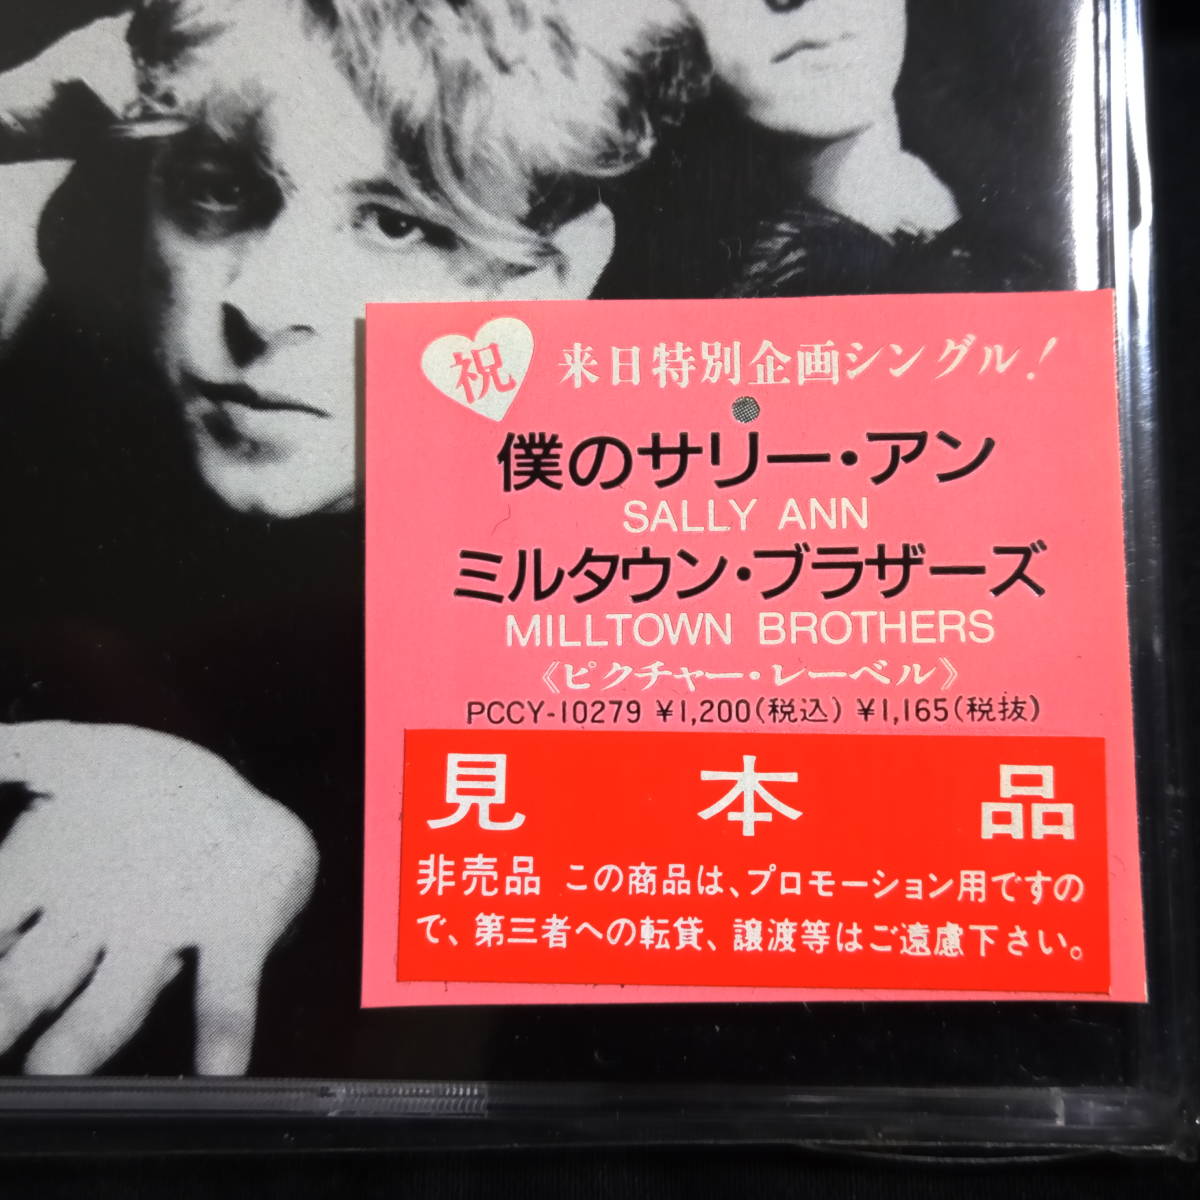 祝 来日特別企画シングル!
僕のサリー・アン
SALLY ANN
ミルタウン・ブラザーズ
MILLTOWN BROTHERS
《ピクチャー・レーベル》
PCCY-10279 ¥1,200(税込) ¥1,165(税抜)
見本品
非売品 この商品は、プロモーション用ですの
で、第三者への転貸、譲渡等はご遠慮下さい。